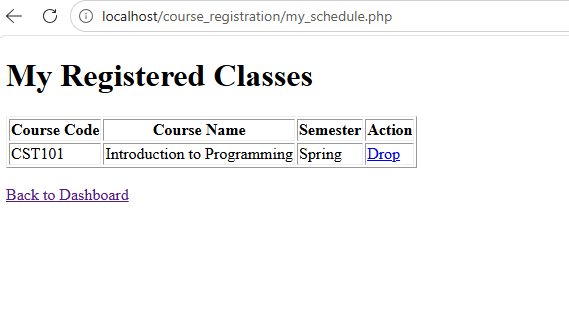 localhost/course_registration/my_schedule.php
My Registered Classes
Course Code Course Name Semester Action
CST101 Introduction to Programming Spring Drop
Back to Dashboard